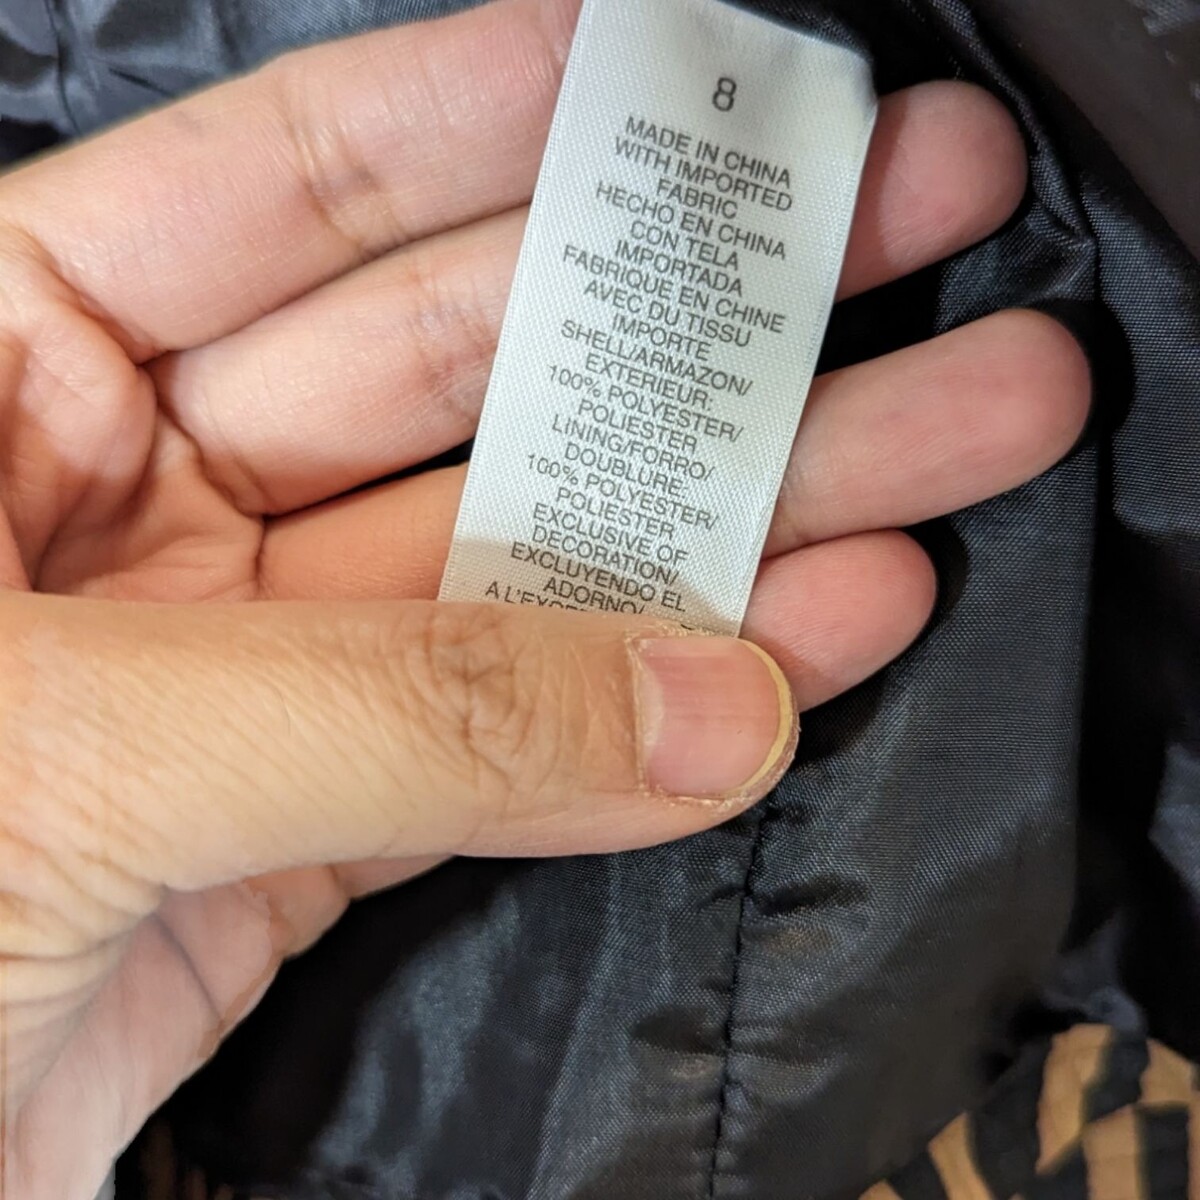 8
MADE IN CHINA
WITH IMPORTED
FABRIC
HECHO EN CHINA
CON TELA
IMPORTADA
FABRIQUE EN CHINE
AVEC DU TISSU
IMPORTE
SHELL/ARMAZON/
EXTERIEUR:
100% POLYESTER/
POLIESTER
LINING/FORRO/
DOUBLURE:
100% POLYESTER/
POLIESTER
EXCLUSIVE OF
DECORATION/
EXCLUYENDO EL
ADORNO/
A